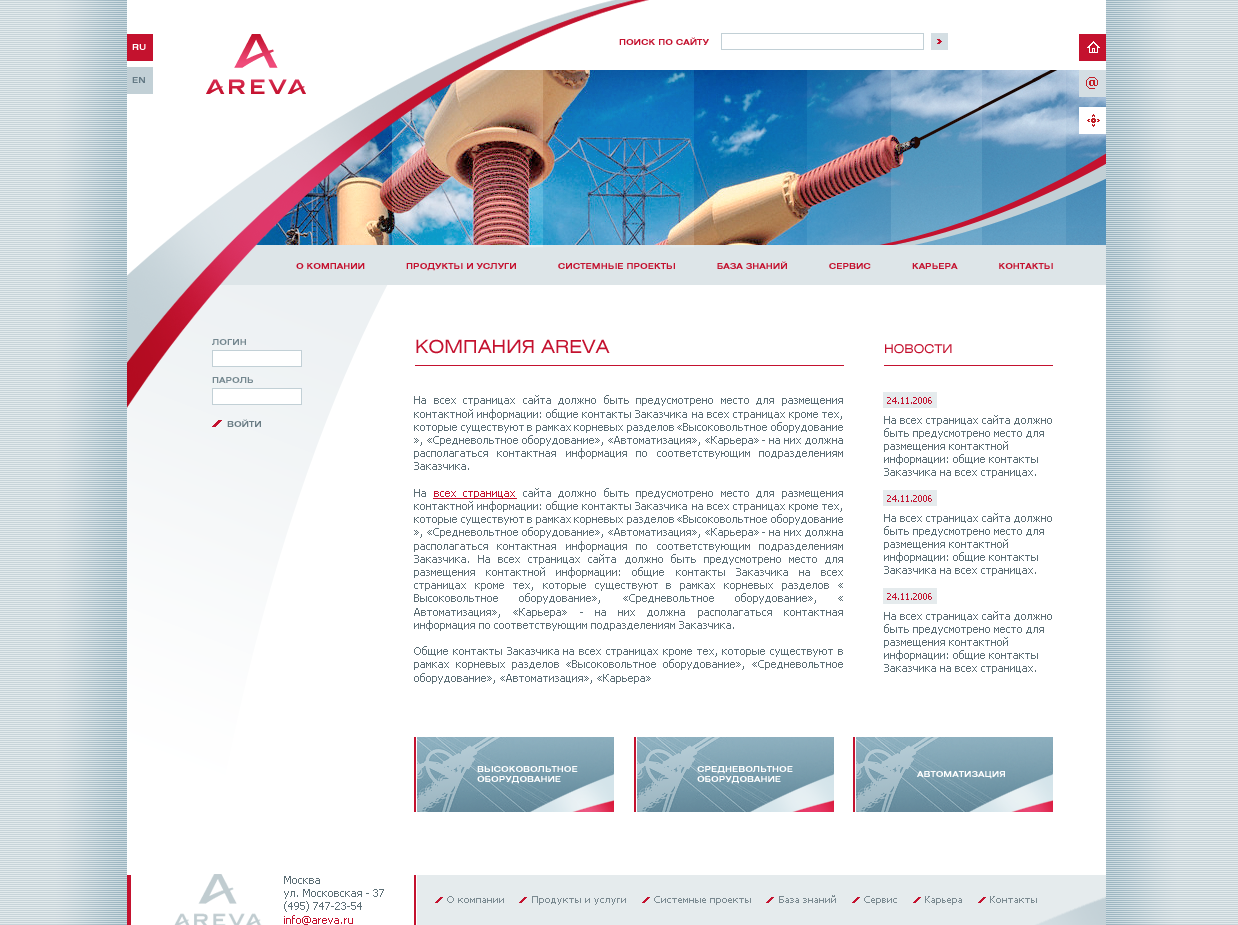 RU
EN
AREVA
ПОИСК ПО САЙТУ
@
О КОМПАНИИ
ПРОДУКТЫ И УСЛУГИ
СИСТЕМНЫЕ ПРОЕКТЫ
БАЗА ЗНАНИЙ
СЕРВИС
КАРЬЕРА
КОНТАКТЫ
ЛОГИН
ПАРОЛЬ
ВОЙТИ
КОМПАНИЯ AREVA
На всех страницах сайта должно быть предусмотрено место для размещения
контактной информации: общие контакты Заказчика на всех страницах кроме тех,
которые существуют в рамках корневых разделов «Высоковольтное оборудование
», «Средневольтное оборудование», «Автоматизация», «Карьера» - на них должна
располагаться контактная информация по соответствующим подразделениям
Заказчика.
На всех страницах сайта должно быть предусмотрено место для размещения
контактной информации: общие контакты Заказчика на всех страницах кроме тех,
которые существуют в рамках корневых разделов «Высоковольтное оборудование
», «Средневольтное оборудование», «Автоматизация», «Карьера» - на них должна
располагаться контактная информация по соответствующим подразделениям
Заказчика. На всех страницах сайта должно быть предусмотрено место для
размещения контактной информации: общие контакты Заказчика на всех
страницах кроме тех, которые существуют в рамках корневых разделов «
Высоковольтное оборудование», «Средневольтное оборудование», «
Автоматизация», «Карьера» - на них должна располагаться контактная
информация по соответствующим подразделениям Заказчика.
Общие контакты Заказчика на всех страницах кроме тех, которые существуют в
рамках корневых разделов «Высоковольтное оборудование», «Средневольтное
оборудование», «Автоматизация», «Карьера»
НОВОСТИ
24.11.2006
На всех страницах сайта должно
быть предусмотрено место для
размещения контактной
информации: общие контакты
Заказчика на всех страницах.
24.11.2006
На всех страницах сайта должно
быть предусмотрено место для
размещения контактной
информации: общие контакты
Заказчика на всех страницах.
24.11.2006
На всех страницах сайта должно
быть предусмотрено место для
размещения контактной
информации: общие контакты
Заказчика на всех страницах.
ВЫСОКОВОЛЬТНОЕ
ОБОРУДОВАНИЕ
СРЕДНЕВОЛЬТНОЕ
ОБОРУДОВАНИЕ
АВТОМАТИЗАЦИЯ
AREVA
Москва
ул. Московская - 37
(495) 747-23-54
info@areva.ru
О компании
Продукты и услуги
Системные проекты
База знаний
Сервис
Карьера
Контакты